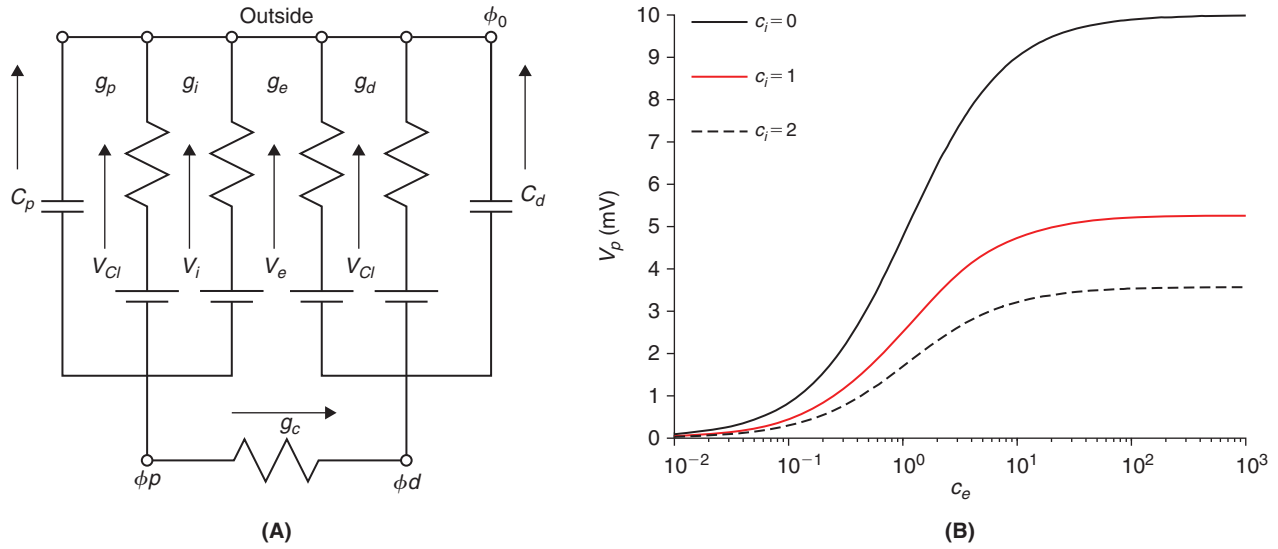 Outside
ϕ0
gp
gi
ge
gd
Cp
Cd
VCl
Vi
Ve
VCl
gc
ϕp
ϕd
(A)
ci = 0
ci = 1
ci = 2
10
9
8
7
6
5
4
3
2
1
0
Vp (mV)
10−2
10−1
100
101
102
103
ce
(B)